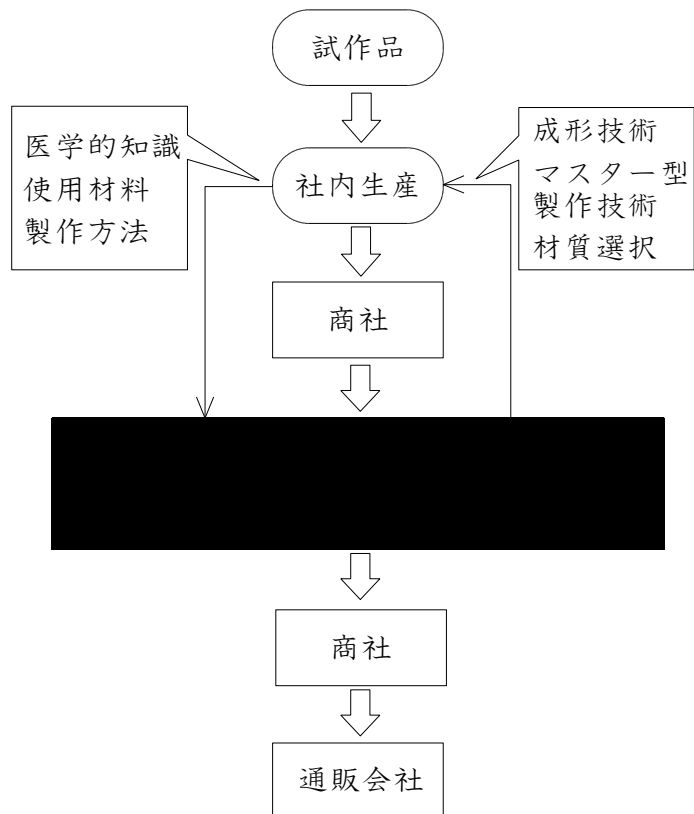 試作品
医学的知識
使用材料
製作方法
社内生産
成形技術
マスター型
製作技術
材質選択
商社
商社
通販会社